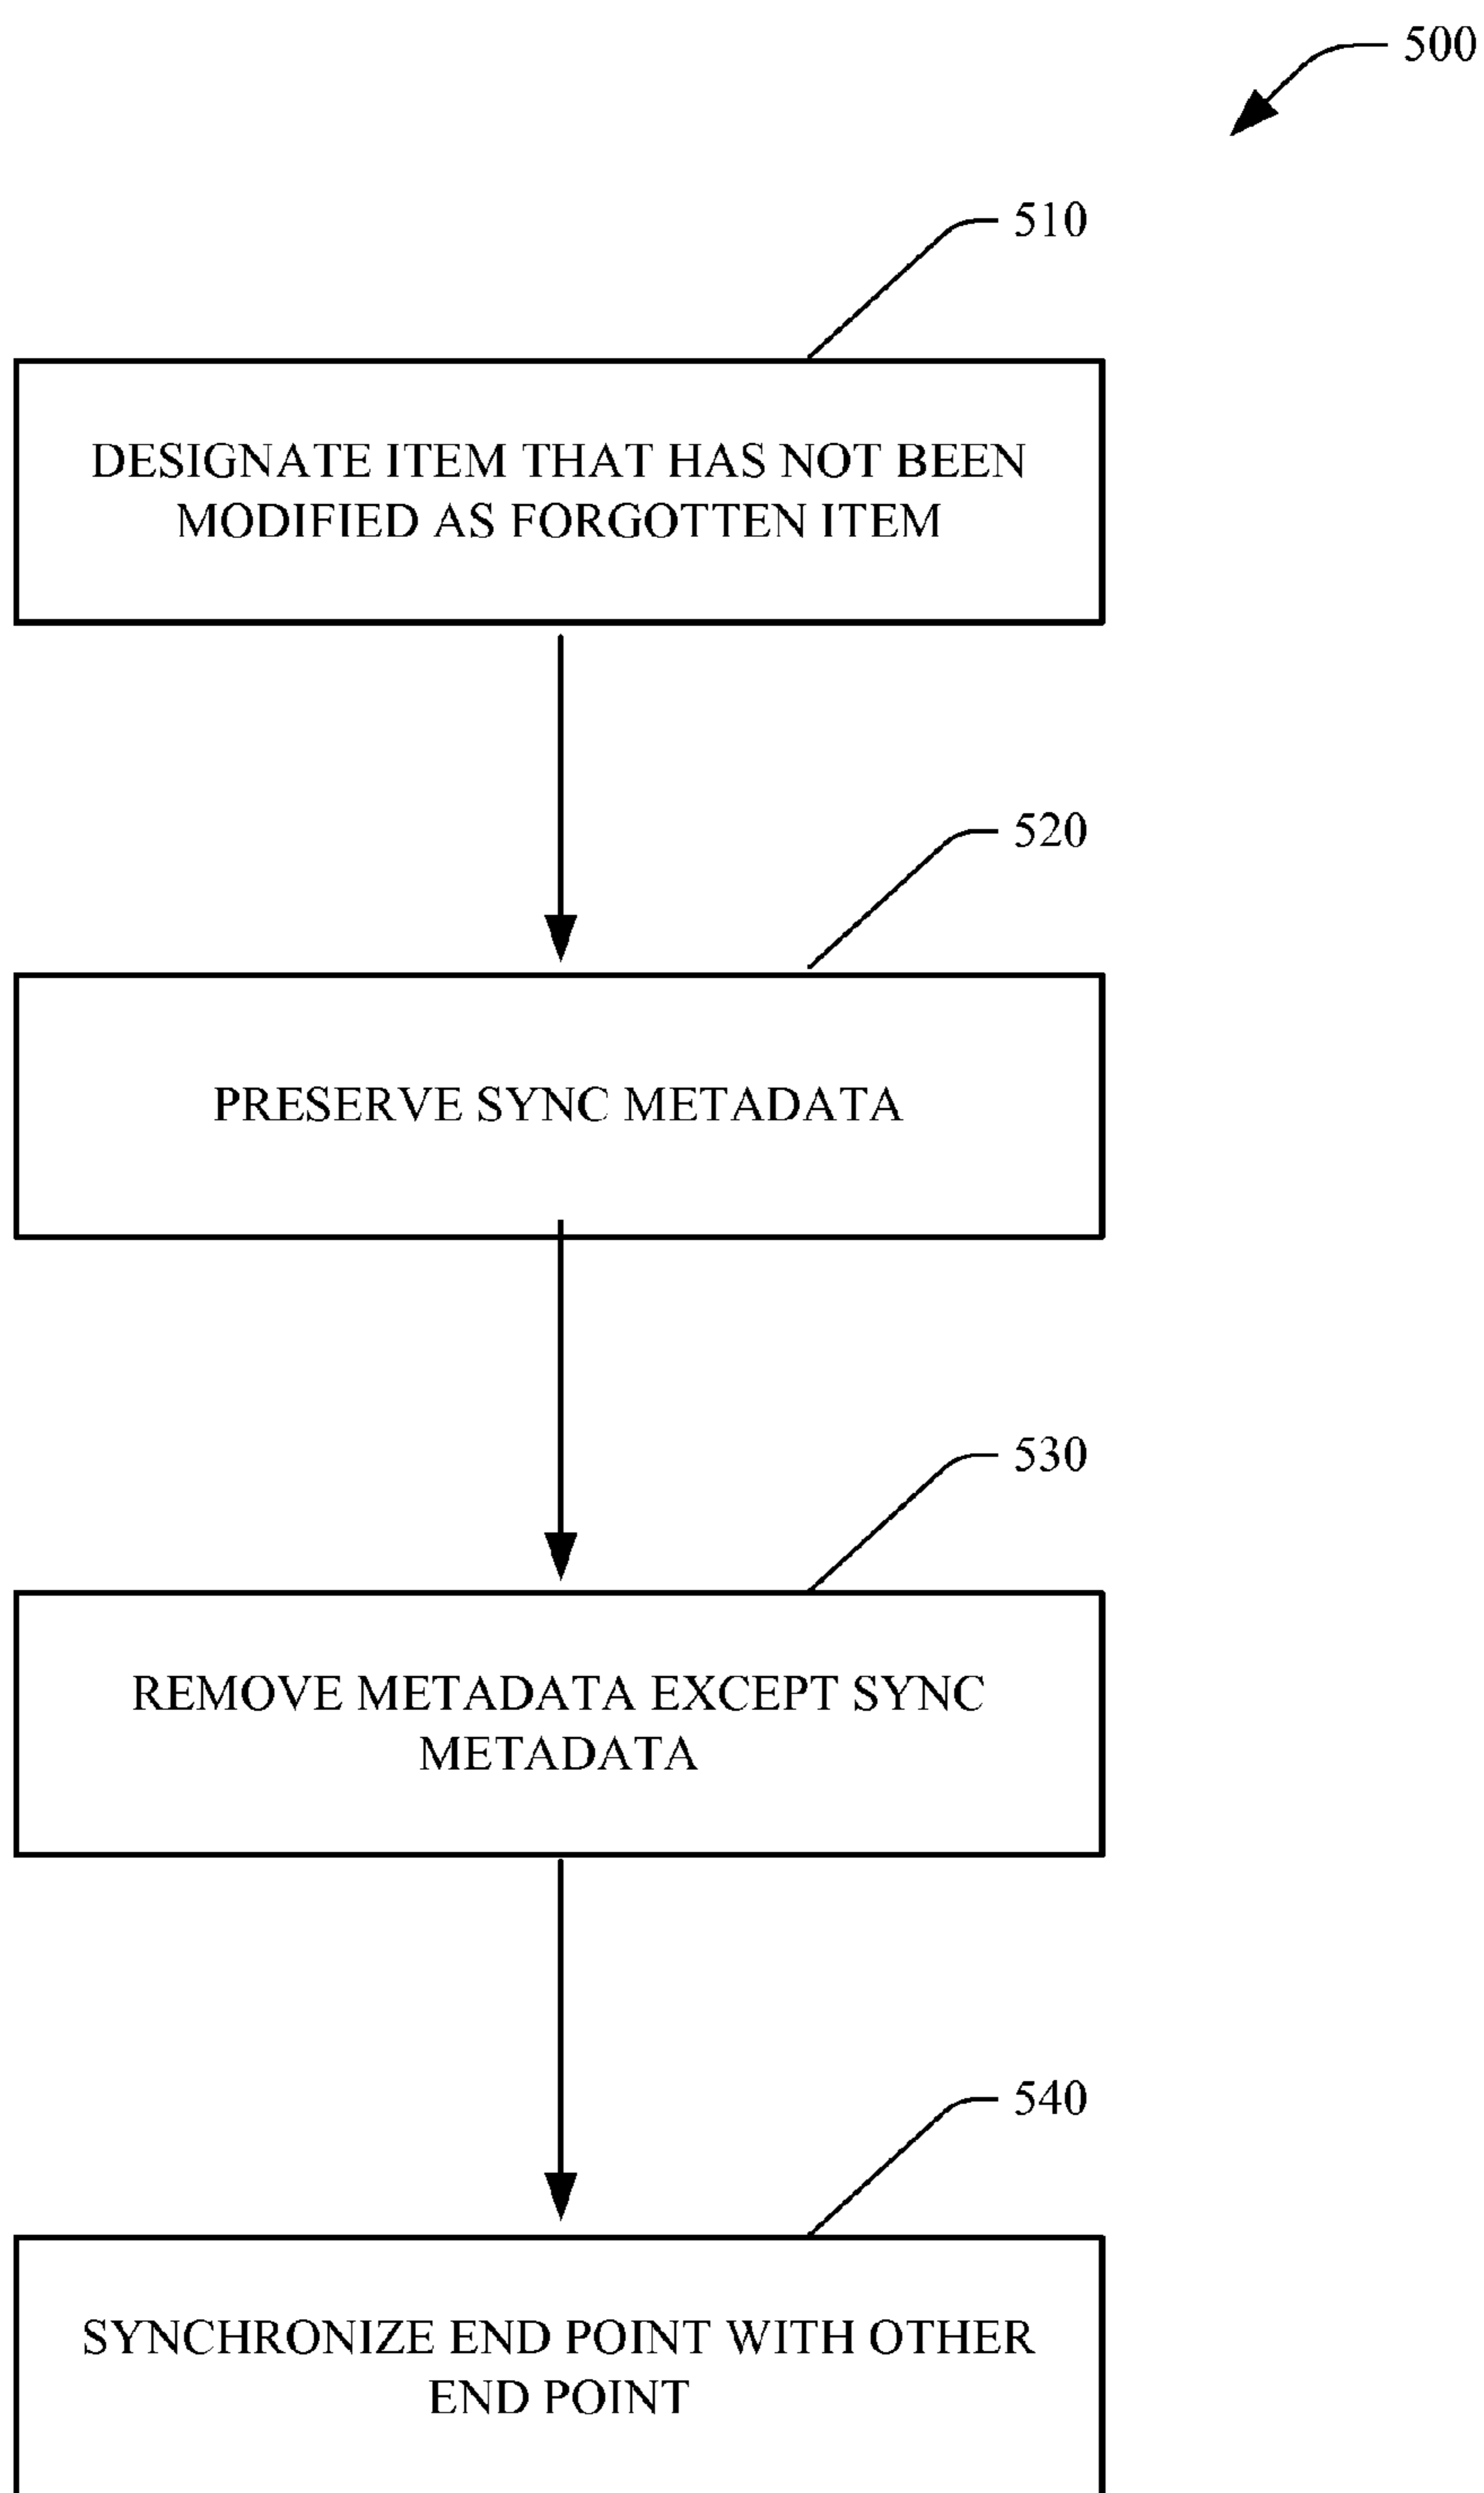 500
510
DESIGNATE ITEM THAT HAS NOT BEEN
MODIFIED AS FORGOTTEN ITEM
520
PRESERVE SYNC METADATA
530
REMOVE METADATA EXCEPT SYNC
METADATA
540
SYNCHRONIZE END POINT WITH OTHER
END POINT